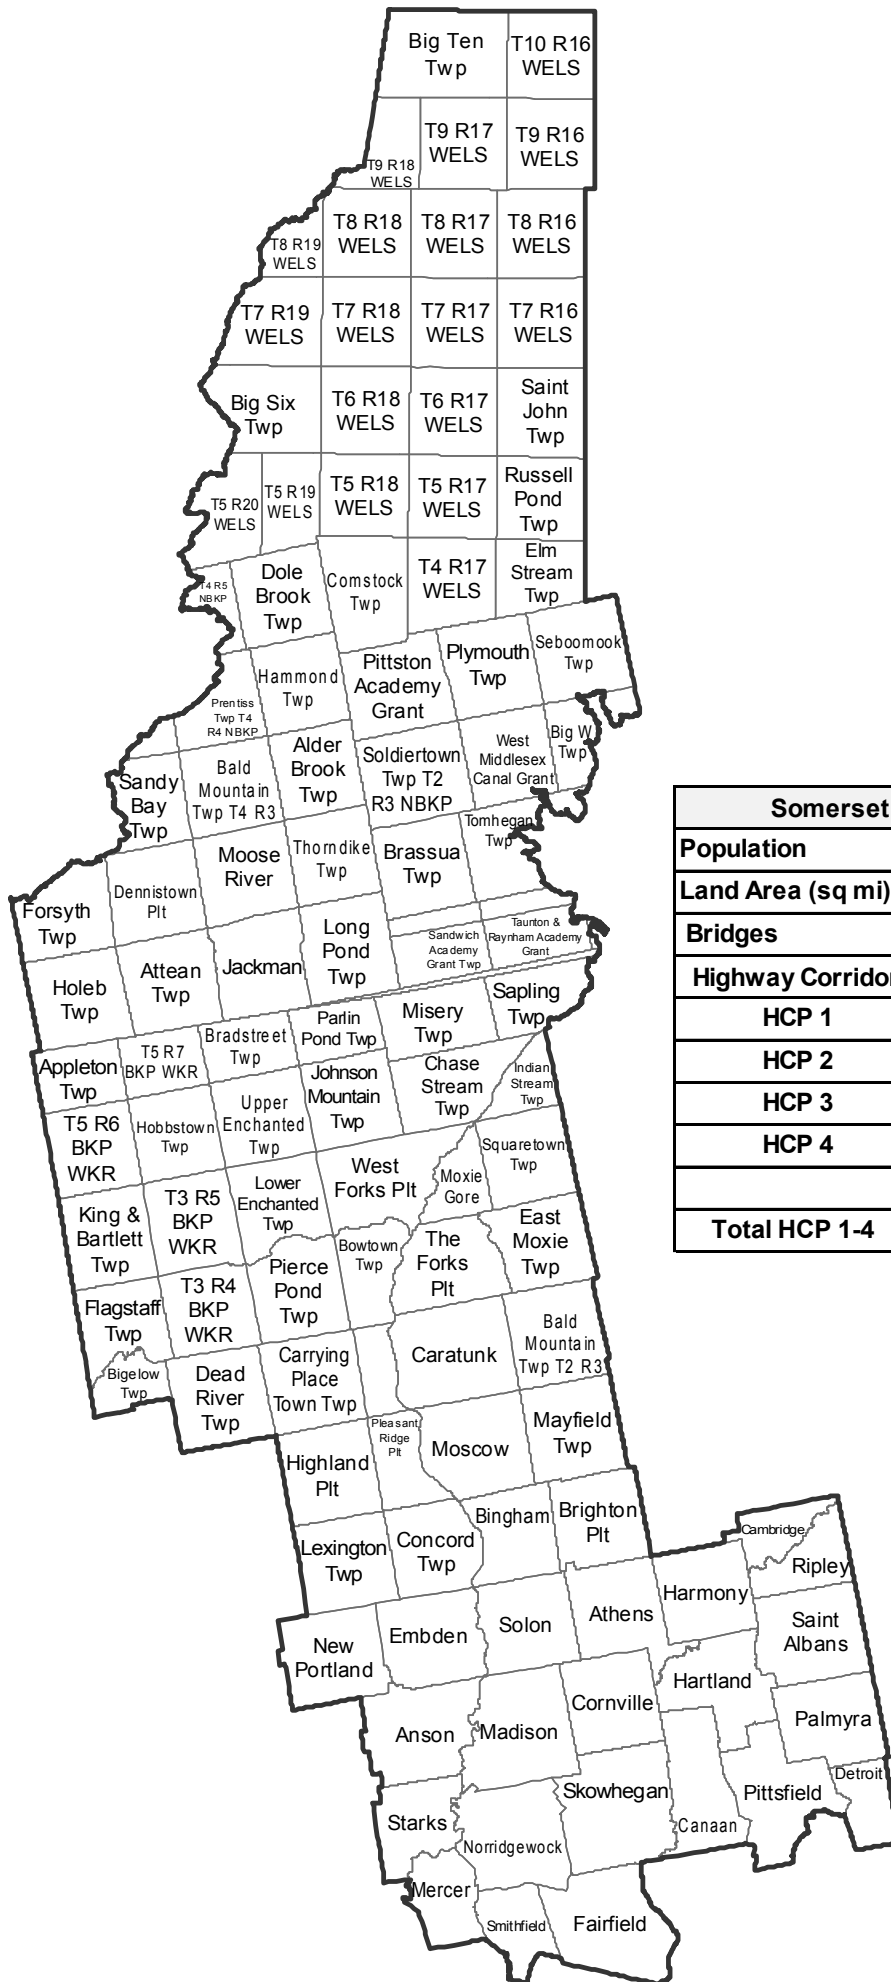 Big Ten
Twp
T10 R16
WELS
T9 R17
WELS
T9 R16
WELS
T9 R18
WELS
T8 R18
WELS
T8 R17
WELS
T8 R16
WELS
T8 R19
WELS
T7 R19
WELS
T7 R18
WELS
T7 R17
WELS
T7 R16
WELS
Big Six
Twp
T6 R18
WELS
T6 R17
WELS
Saint
John
Twp
T5 R20
WELS
T5 R19
WELS
T5 R18
WELS
T5 R17
WELS
Russell
Pond
Twp
T4 R5
NBKP
Dole
Brook
Twp
Comstock
Twp
T4 R17
WELS
Elm
Stream
Twp
Hammond
Twp
Pittston
Academy
Grant
Plymouth
Twp
Seboomook
Twp
Prentiss
Twp T4
R4 NBKP
Sandy
Bay
Twp
Bald
Mountain
Twp T4 R3
Alder
Brook
Twp
Soldiertown
Twp T2
R3 NBKP
West
Middlesex
Canal Grant
Big W
Twp
Tomhegan
Twp
Moose
River
Thorndike
Twp
Brassua
Twp
Forsyth
Twp
Dennistown
Plt
Holeb
Twp
Attean
Twp
Jackman
Long
Pond
Twp
Sandwich
Academy
Grant Twp
Taunton &
Raynham Academy
Grant
Sapling
Twp
Misery
Twp
Parlin
Pond Twp
Bradstreet
Twp
T5 R7
BKP WKR
Appleton
Twp
Johnson
Mountain
Twp
Chase
Stream
Twp
Indian
Stream
Twp
T5 R6
BKP
WKR
Hobbstown
Twp
Upper
Enchanted
Twp
Squaretown
Twp
West
Forks Plt
Moxie
Gore
King &
Bartlett
Twp
T3 R5
BKP
WKR
Lower
Enchanted
Twp
Bowtown
Twp
The
Forks
Plt
East
Moxie
Twp
Flagstaff
Twp
T3 R4
BKP
WKR
Pierce
Pond
Twp
Bigelow
Twp
Dead
River
Twp
Carrying
Place
Town Twp
Caratunk
Bald
Mountain
Twp T2 R3
Pleasant
Ridge
Plt
Highland
Plt
Moscow
Mayfield
Twp
Lexington
Twp
Concord
Twp
Bingham
Brighton
Plt
Cambridge
Ripley
New
Portland
Embden
Solon
Athens
Harmony
Saint
Albans
Hartland
Anson
Madison
Cornville
Palmyra
Starks
Skowhegan
Pittsfield
Detroit
Norridgewock
Canaan
Mercer
Smithfield
Fairfield
Somerset
Population
Land Area (sq mi)
Bridges
Highway Corridor
HCP 1
HCP 2
HCP 3
HCP 4
Total HCP 1-4